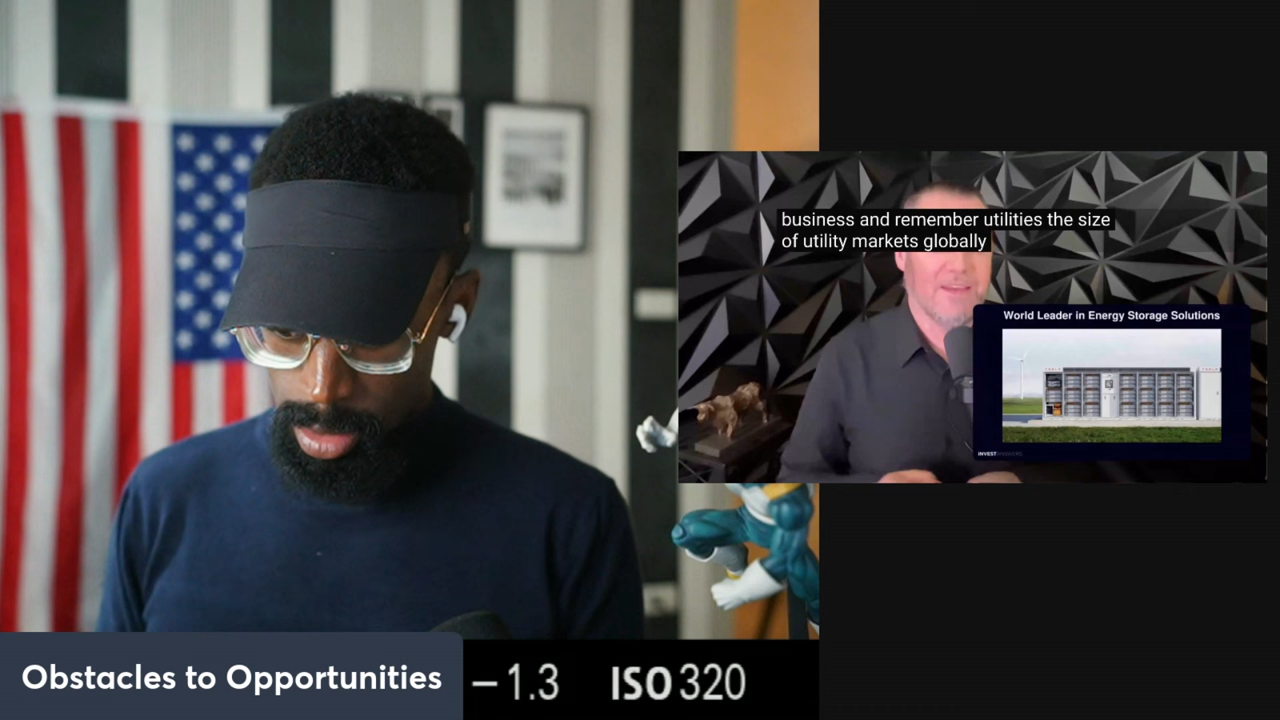 business and remember utilities the size
of utility markets globally
World Leader in Energy Storage Solutions
INVESTANSWERS
Obstacles to Opportunities
–1.3 ISO 320